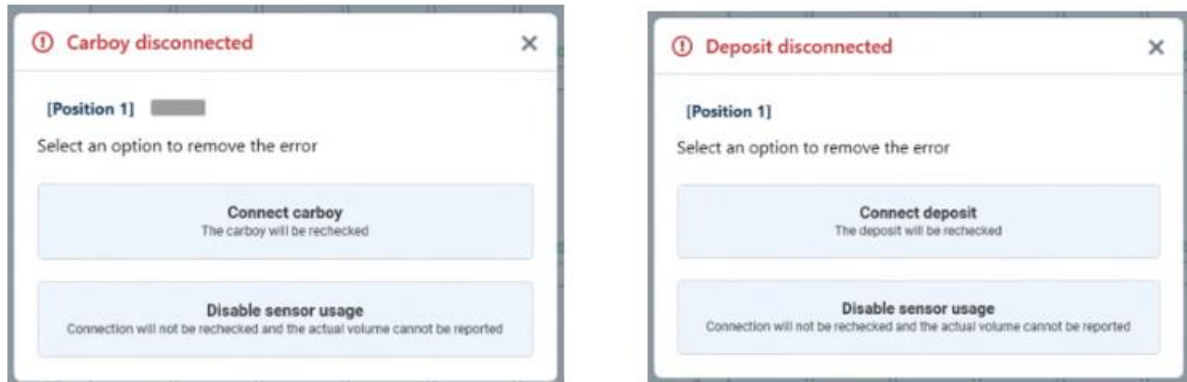 Carboy disconnected
[Position 1]
Select an option to remove the error
Connect carboy
The carboy will be rechecked
Disable sensor usage
Connection will not be rechecked and the actual volume cannot be reported
Deposit disconnected
[Position 1]
Select an option to remove the error
Connect deposit
The deposit will be rechecked
Disable sensor usage
Connection will not be rechecked and the actual volume cannot be reported